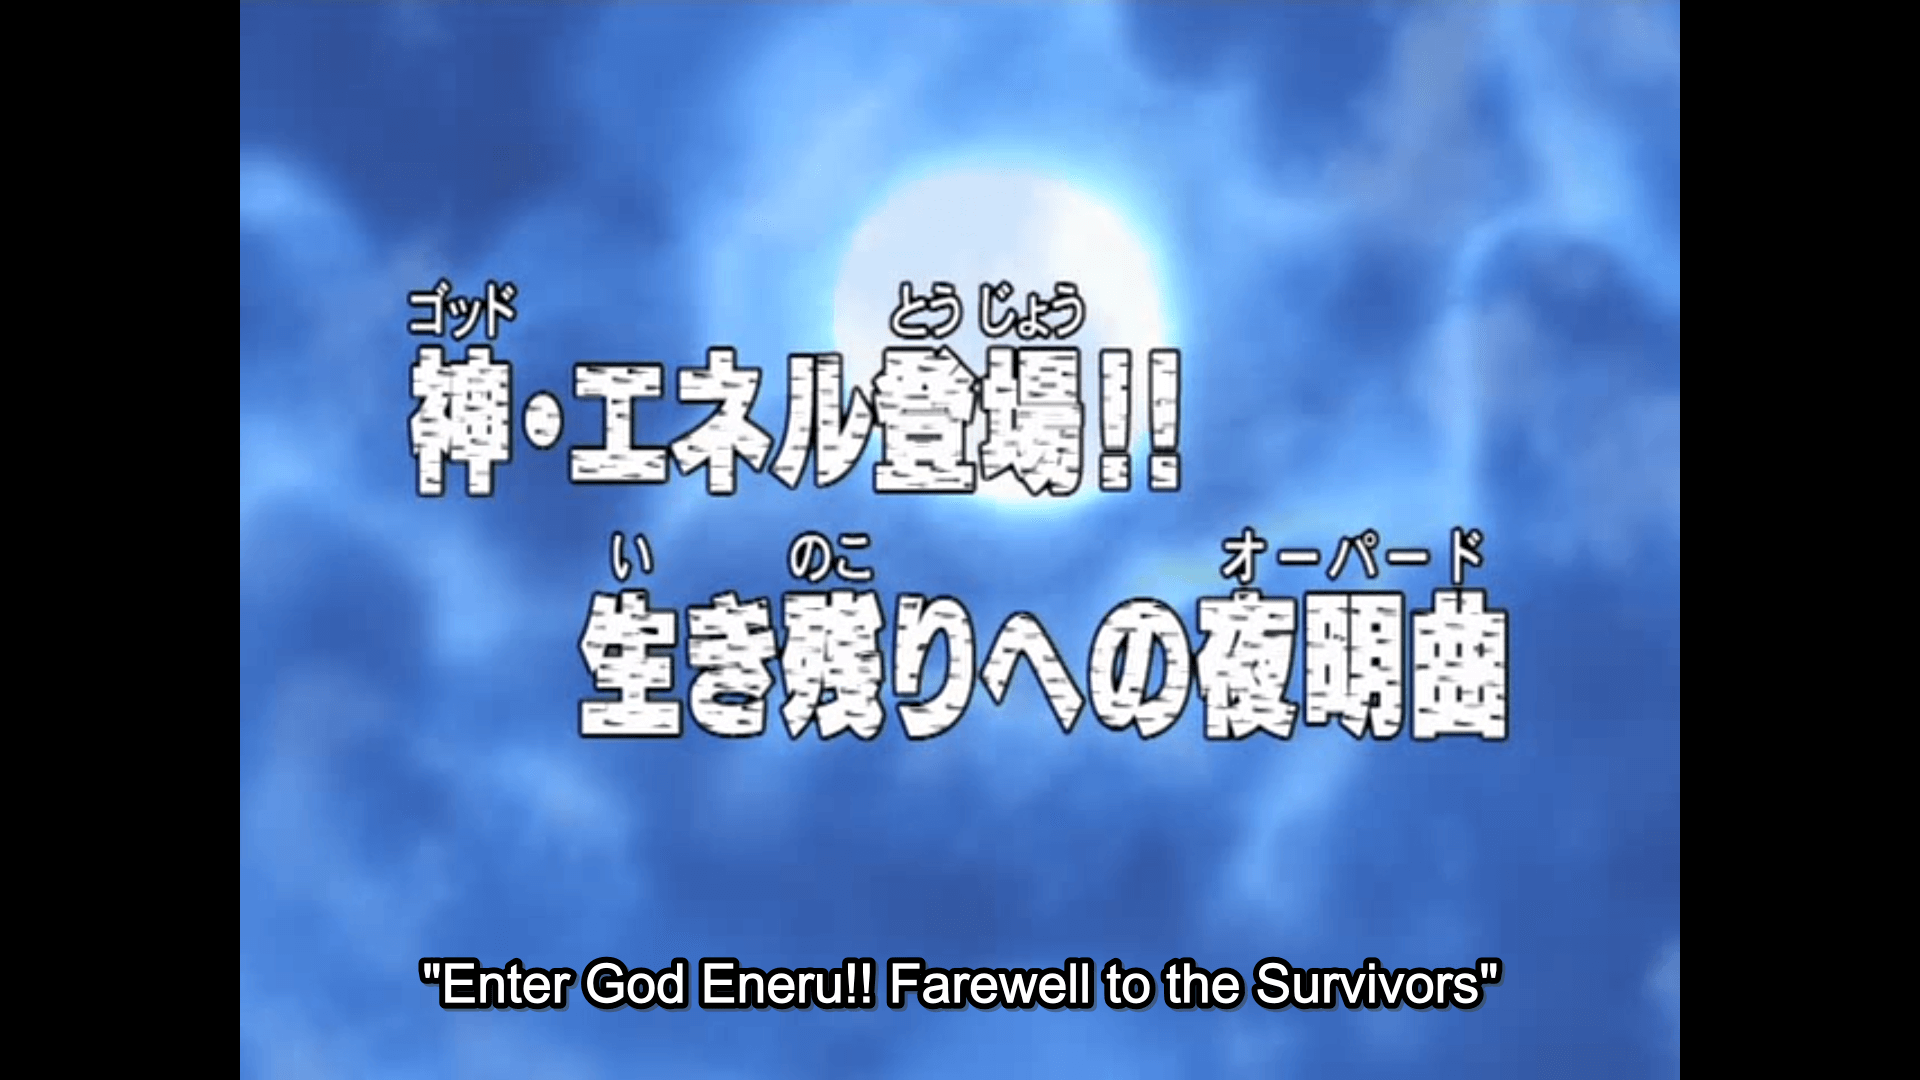 ゴッド とうじょう
神・エネル登場!!
い のこ オーバード
生き残りへの夜明曲
"Enter God Eneru!! Farewell to the Survivors"